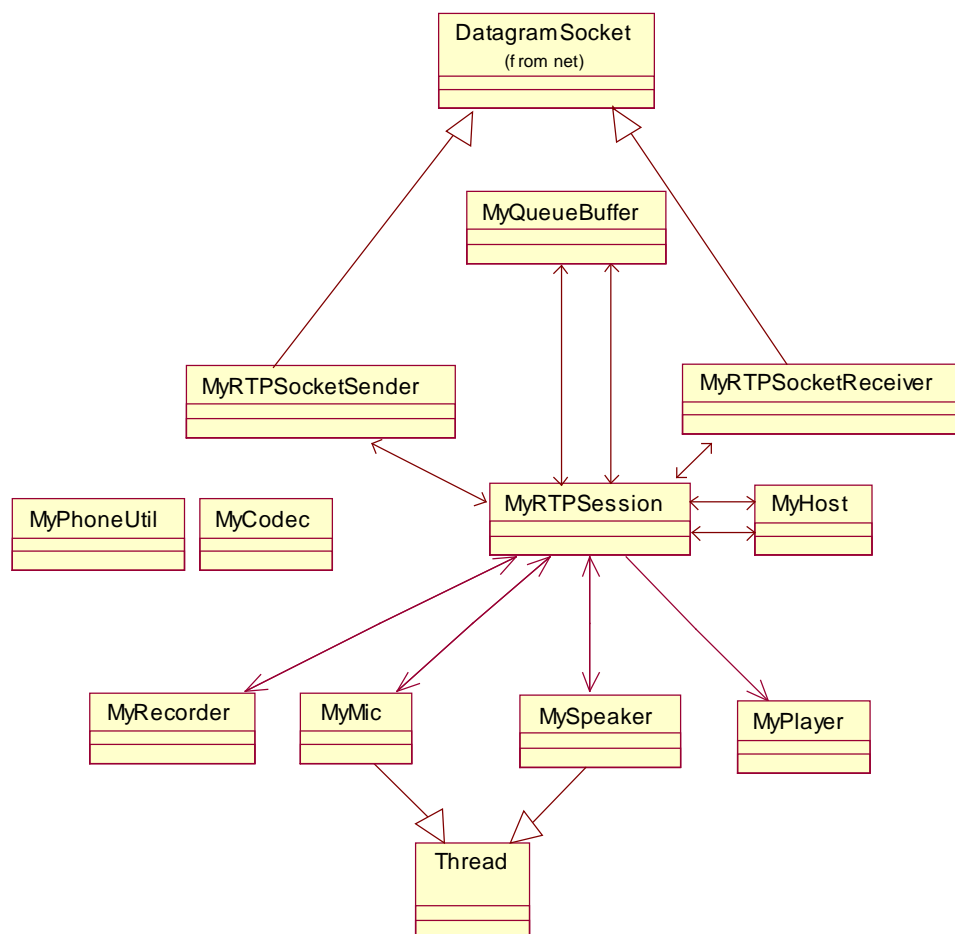 DatagramSocket
(from net)
MyQueueBuffer
MyRTPSocketSender
MyRTPSocketReceiver
MyPhoneUtil
MyCodec
MyRTPSession
MyHost
MyRecorder
MyMic
MySpeaker
MyPlayer
Thread